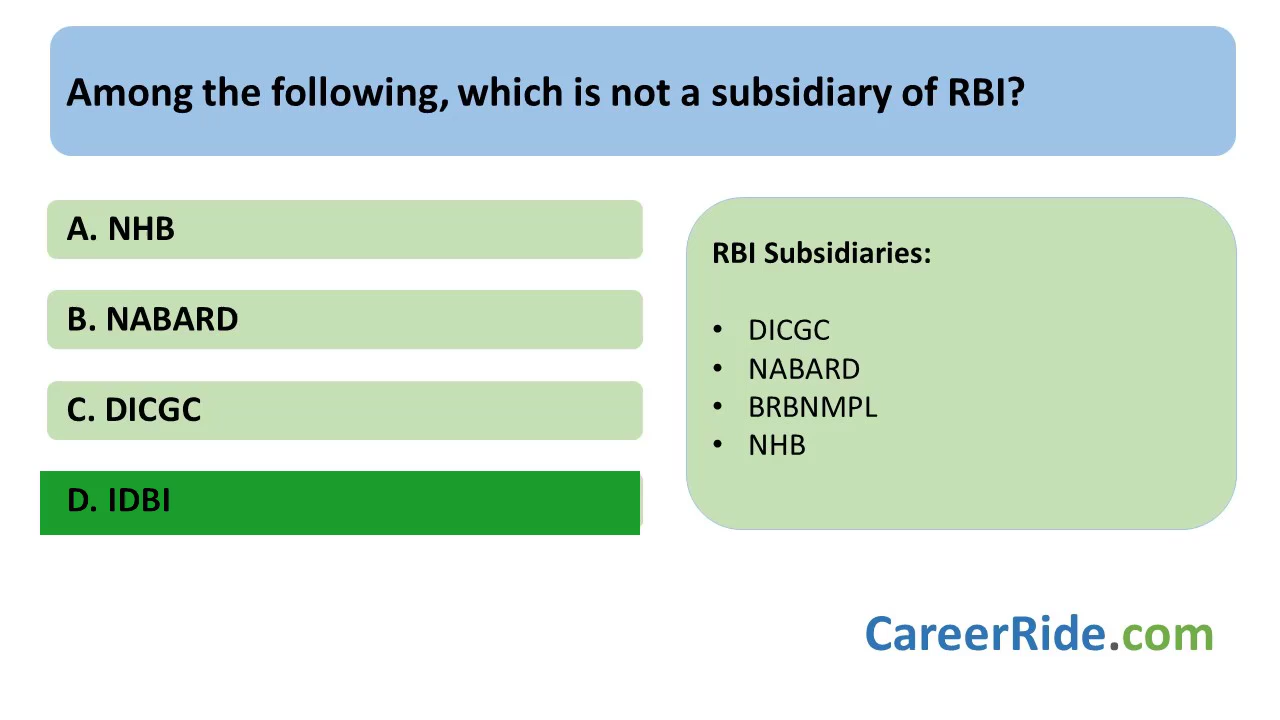 Among the following, which is not a subsidiary of RBI?
A. NHB
B. NABARD
C. DICGC
D. IDBI
RBI Subsidiaries:
• DICGC
• NABARD
• BRBNMPL
• NHB
CareerRide.com